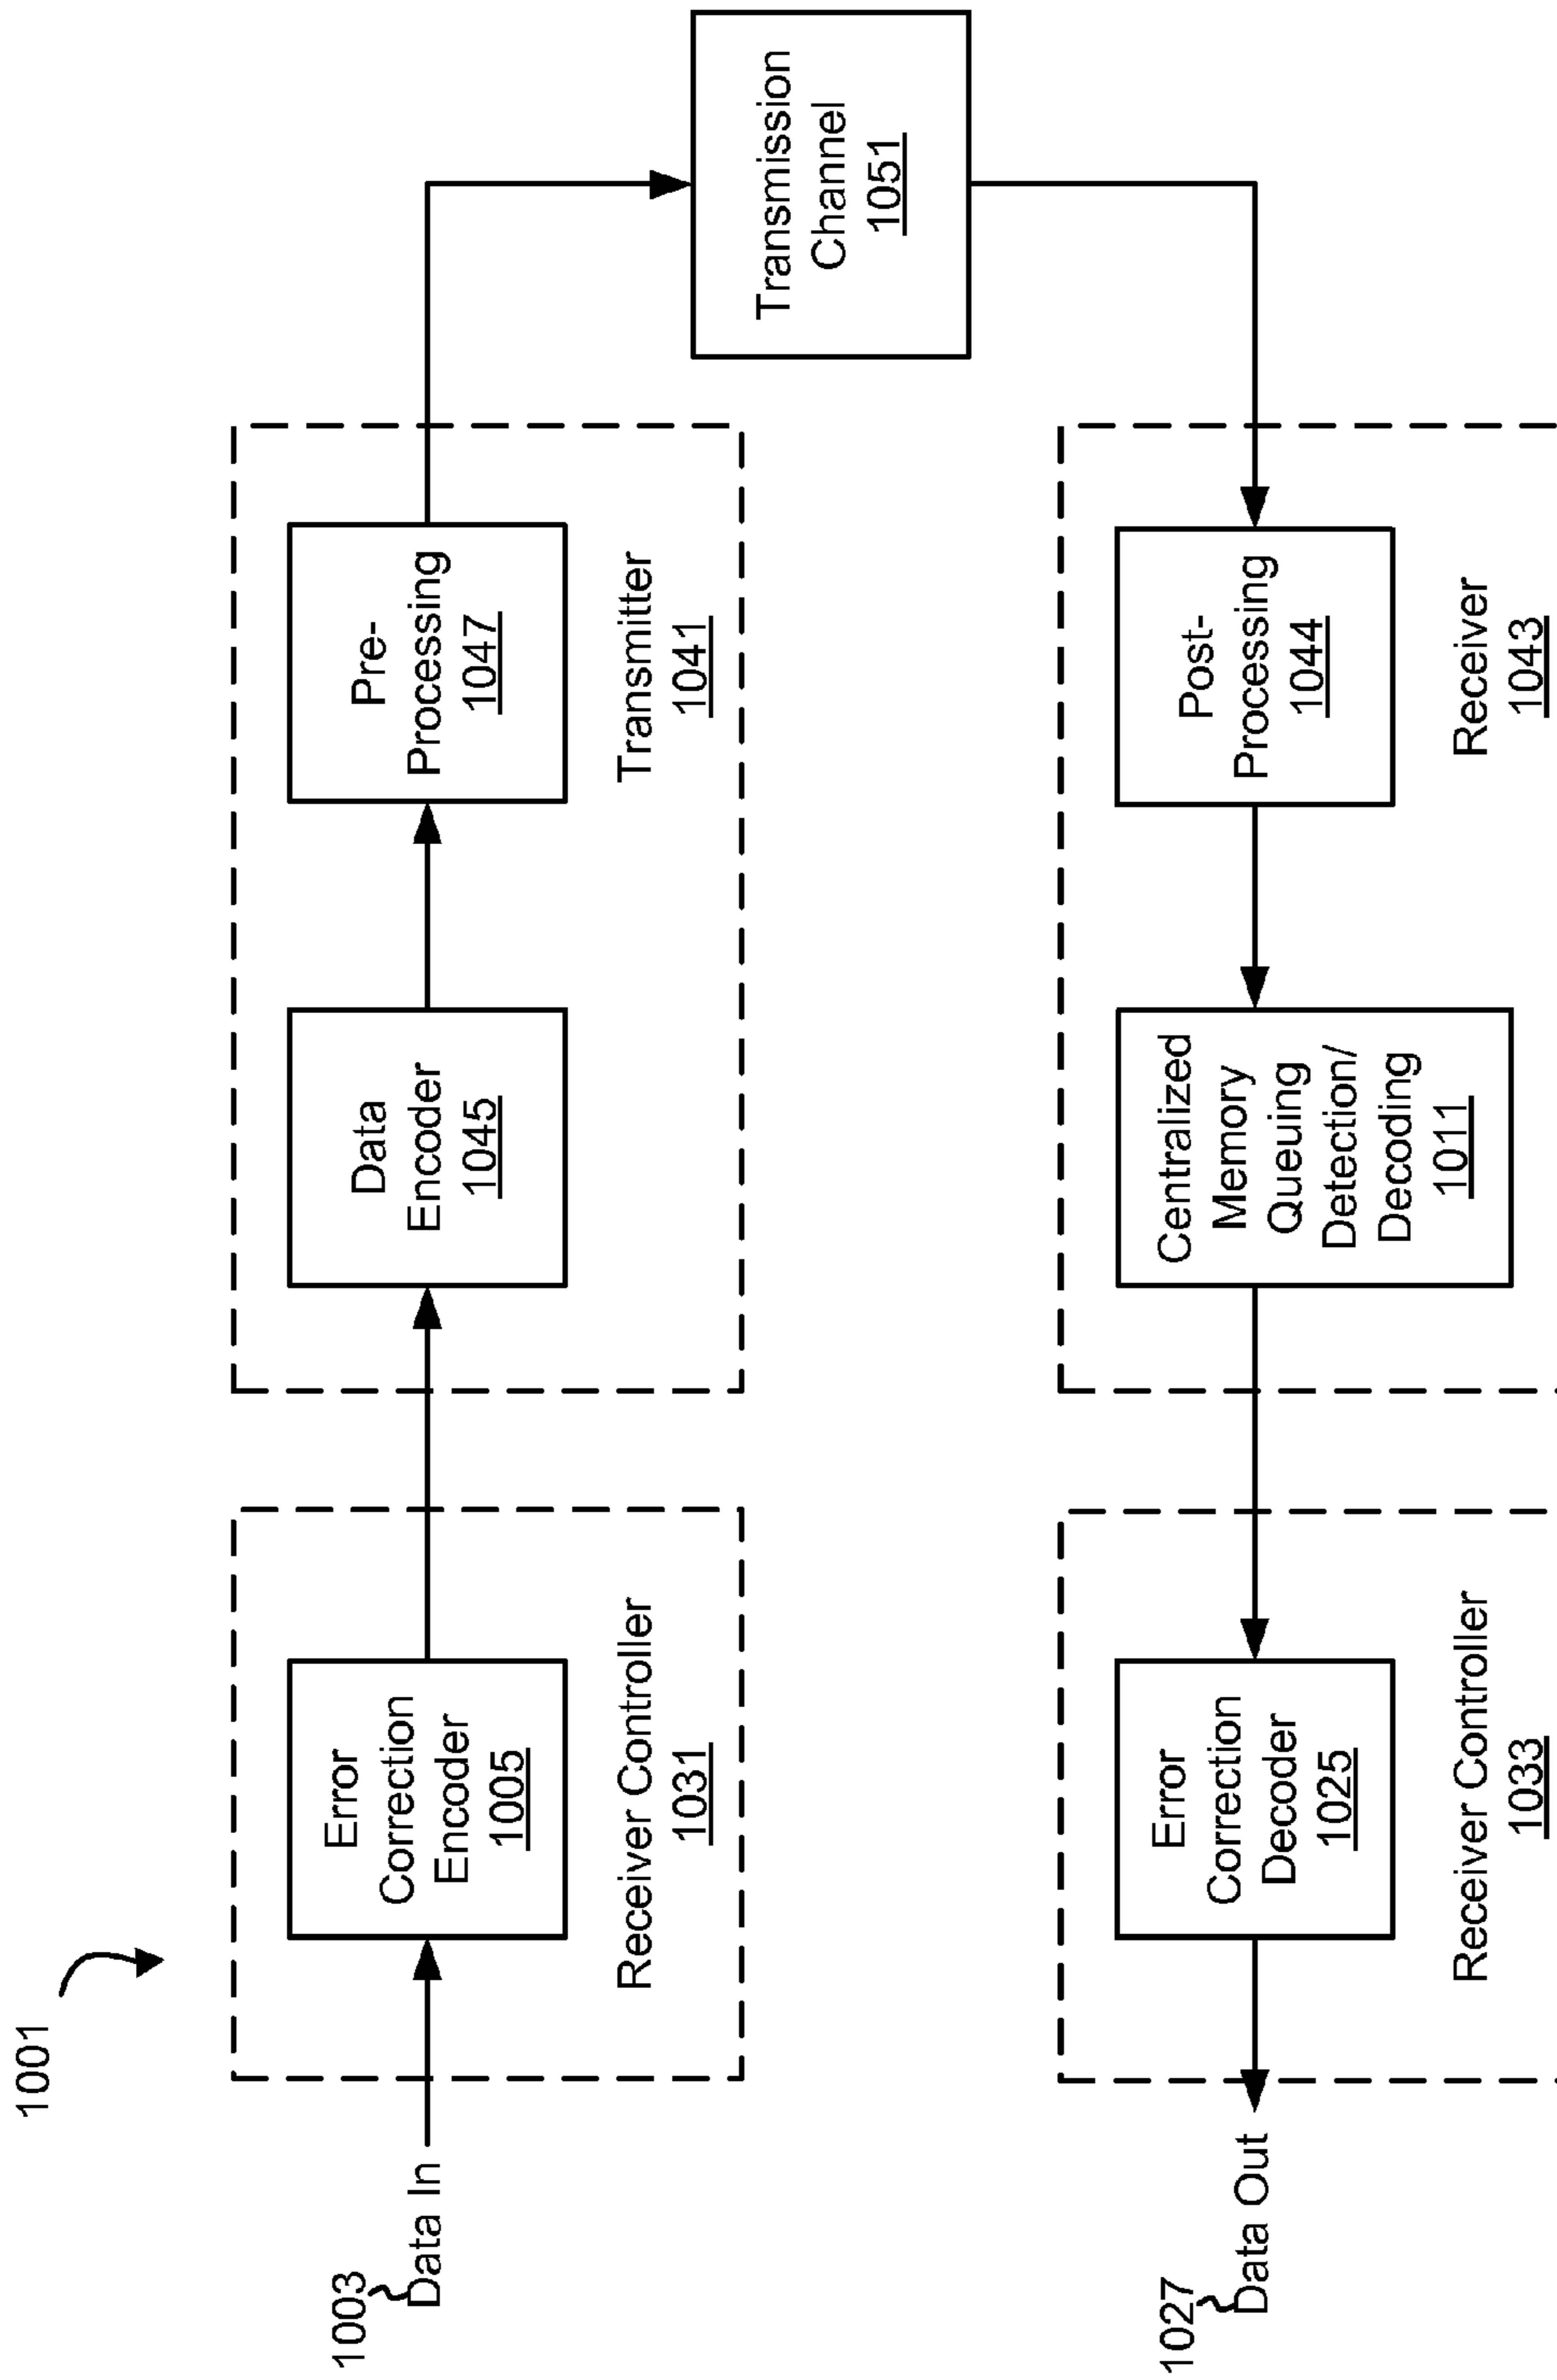 1001
1003
Data In
Error
Correction
Encoder
1005
Receiver Controller
1031
Data
Encoder
1045
Pre-
Processing
1047
Transmitter
1041
Transmission
Channel
1051
1027
Data Out
Error
Correction
Decoder
1025
Receiver Controller
1033
Centralized
Memory
Queuing
Detection/
Decoding
1011
Post-
Processing
1044
Receiver
1043